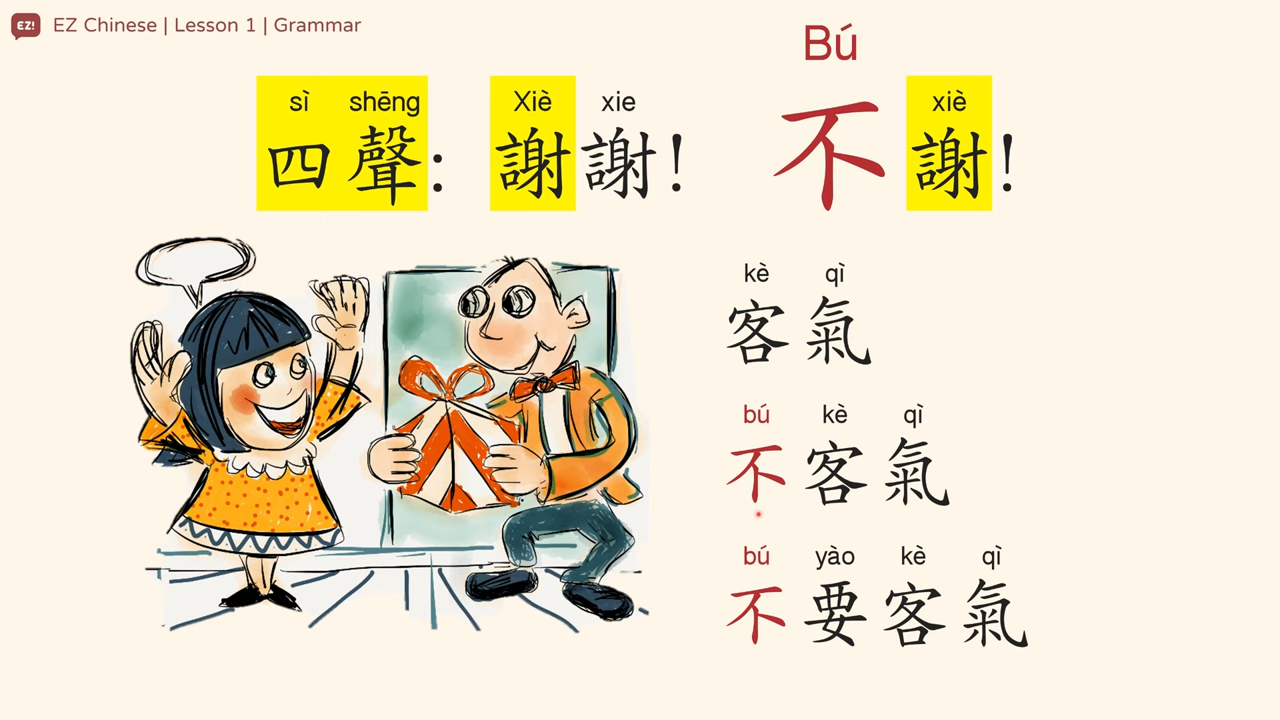 EZ! EZ Chinese | Lesson 1 | Grammar
Bú
sì shēng Xiè xie xiè
四聲: 謝謝! 不謝!
kè qì
客氣
bú kè qì
不客氣
bú yào kè qì
不要客氣